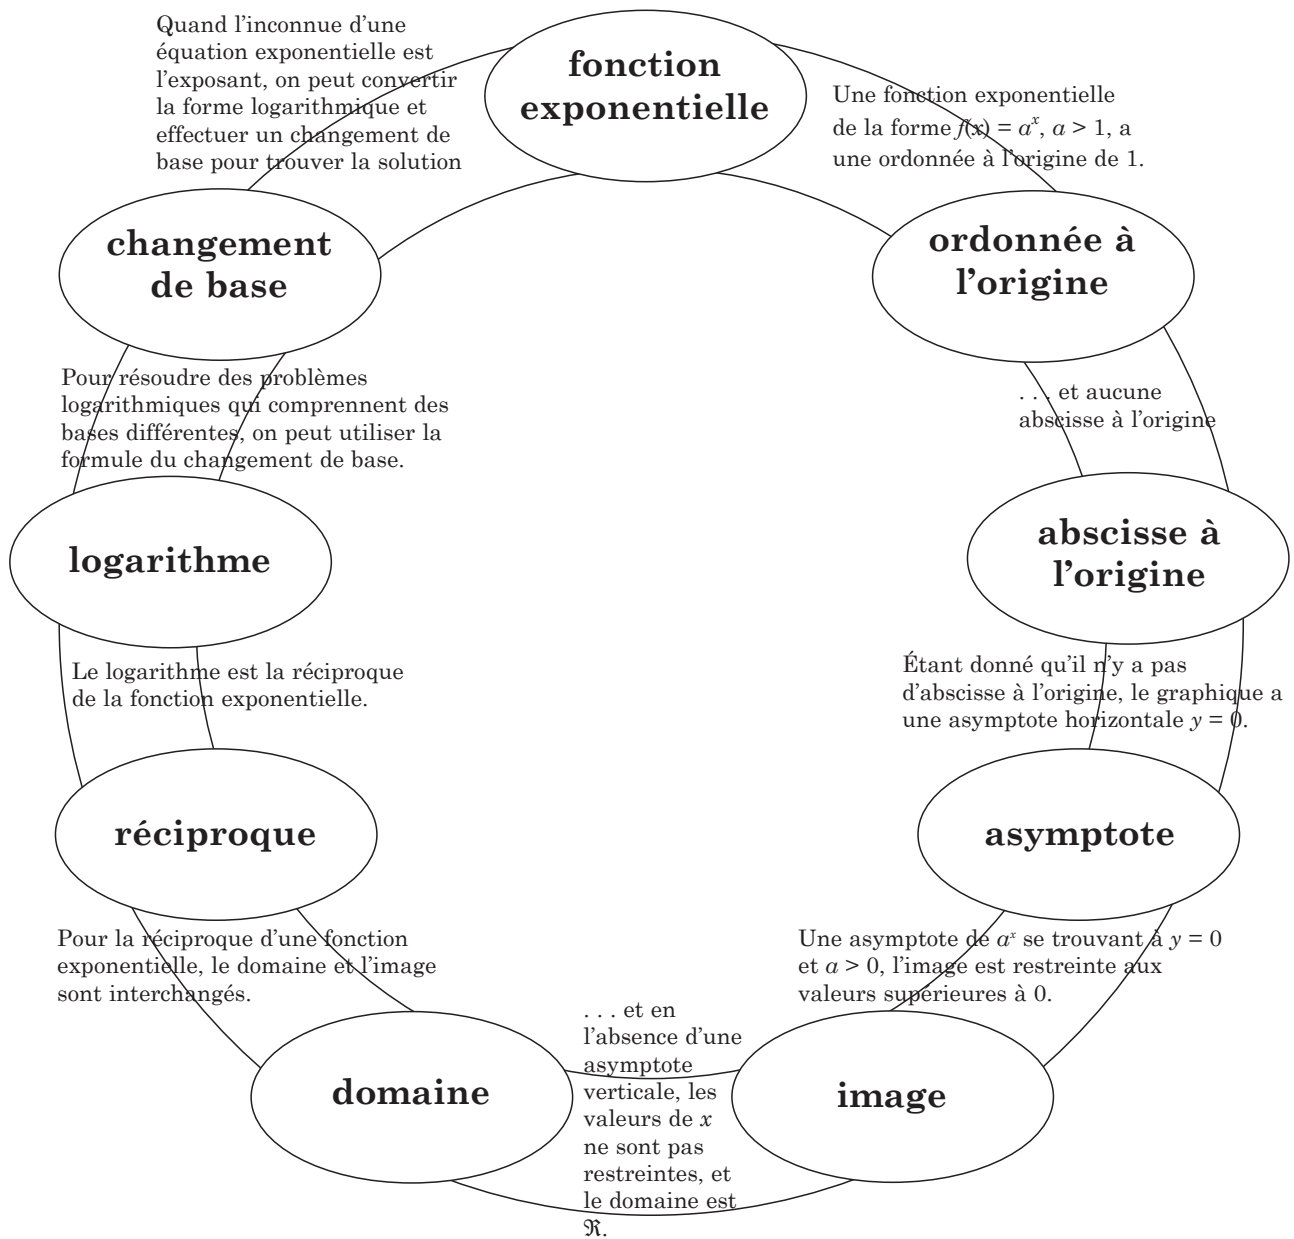 fonction
exponentielle
Une fonction exponentielle
de la forme f(x) = aˣ, a > 1, a
une ordonnée à l'origine de 1.
ordonnée à
l'origine
. . . et aucune
abscisse à l'origine
abscisse à
l'origine
Étant donné qu'il n'y a pas
d'abscisse à l'origine, le graphique a
une asymptote horizontale y = 0.
asymptote
Une asymptote de aˣ se trouvant à y = 0
et a > 0, l'image est restreinte aux
valeurs supérieures à 0.
image
. . . et en
l'absence d'une
asymptote
verticale, les
valeurs de x
ne sont pas
restreintes, et
le domaine est
ℜ.
domaine
Pour la réciproque d'une fonction
exponentielle, le domaine et l'image
sont interchangés.
réciproque
Le logarithme est la réciproque
de la fonction exponentielle.
logarithme
Pour résoudre des problèmes
logarithmiques qui comprennent des
bases différentes, on peut utiliser la
formule du changement de base.
changement
de base
Quand l'inconnue d'une
équation exponentielle est
l'exposant, on peut convertir
la forme logarithmique et
effectuer un changement de
base pour trouver la solution